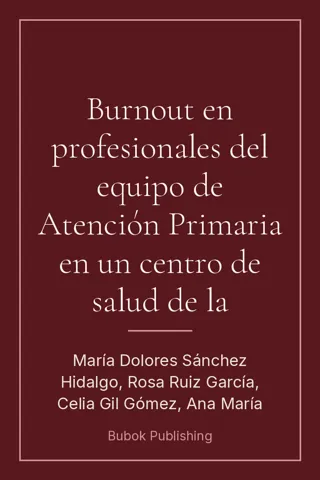 Burnout en
profesionales del
equipo de
Atención Primaria
en un centro de
salud de la
María Dolores Sánchez
Hidalgo, Rosa Ruiz García,
Celia Gil Gómez, Ana María
Bubok Publishing